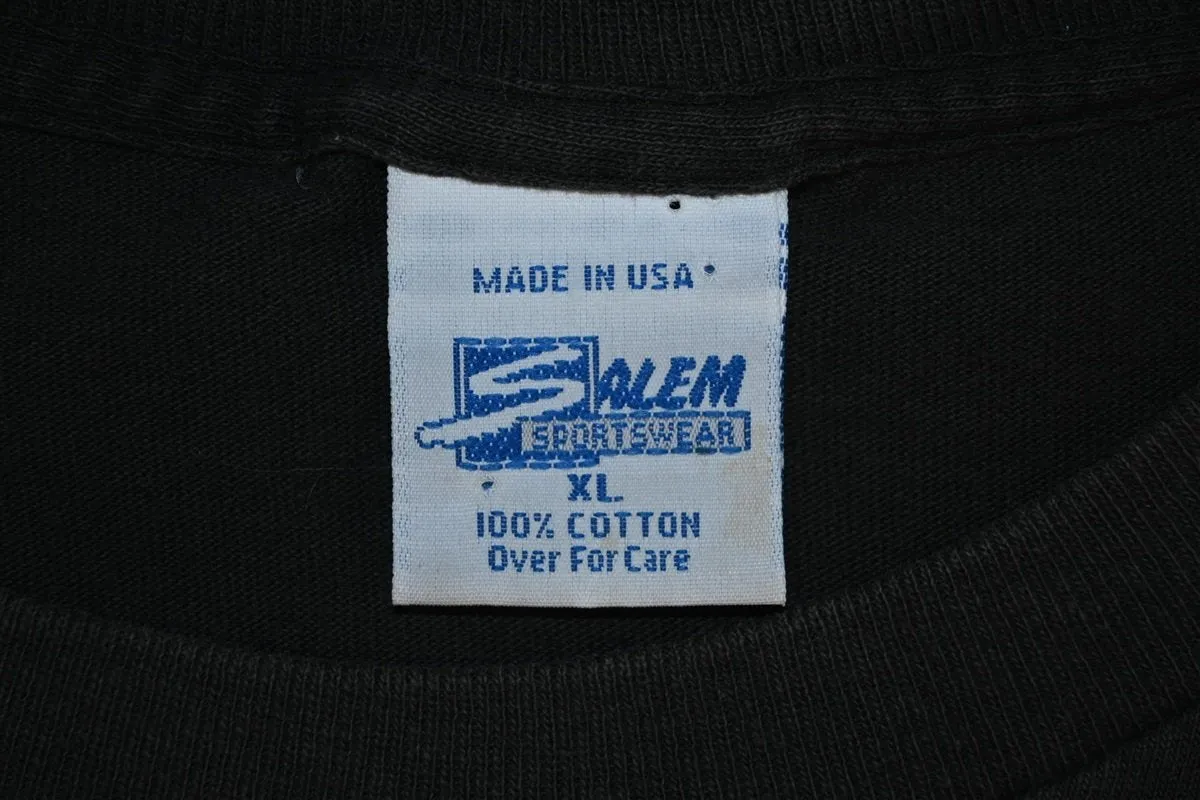 MADE IN USA
SALEM
SPORTSWEAR
XL
100% COTTON
Over For Care